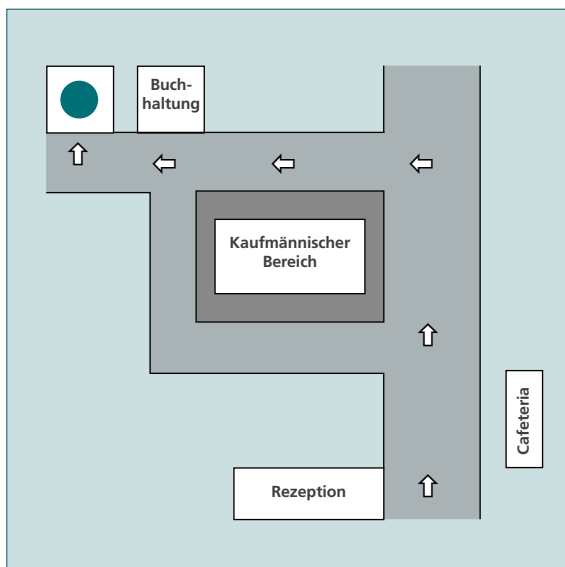 Buch-
haltung
Kaufmännischer
Bereich
Cafeteria
Rezeption